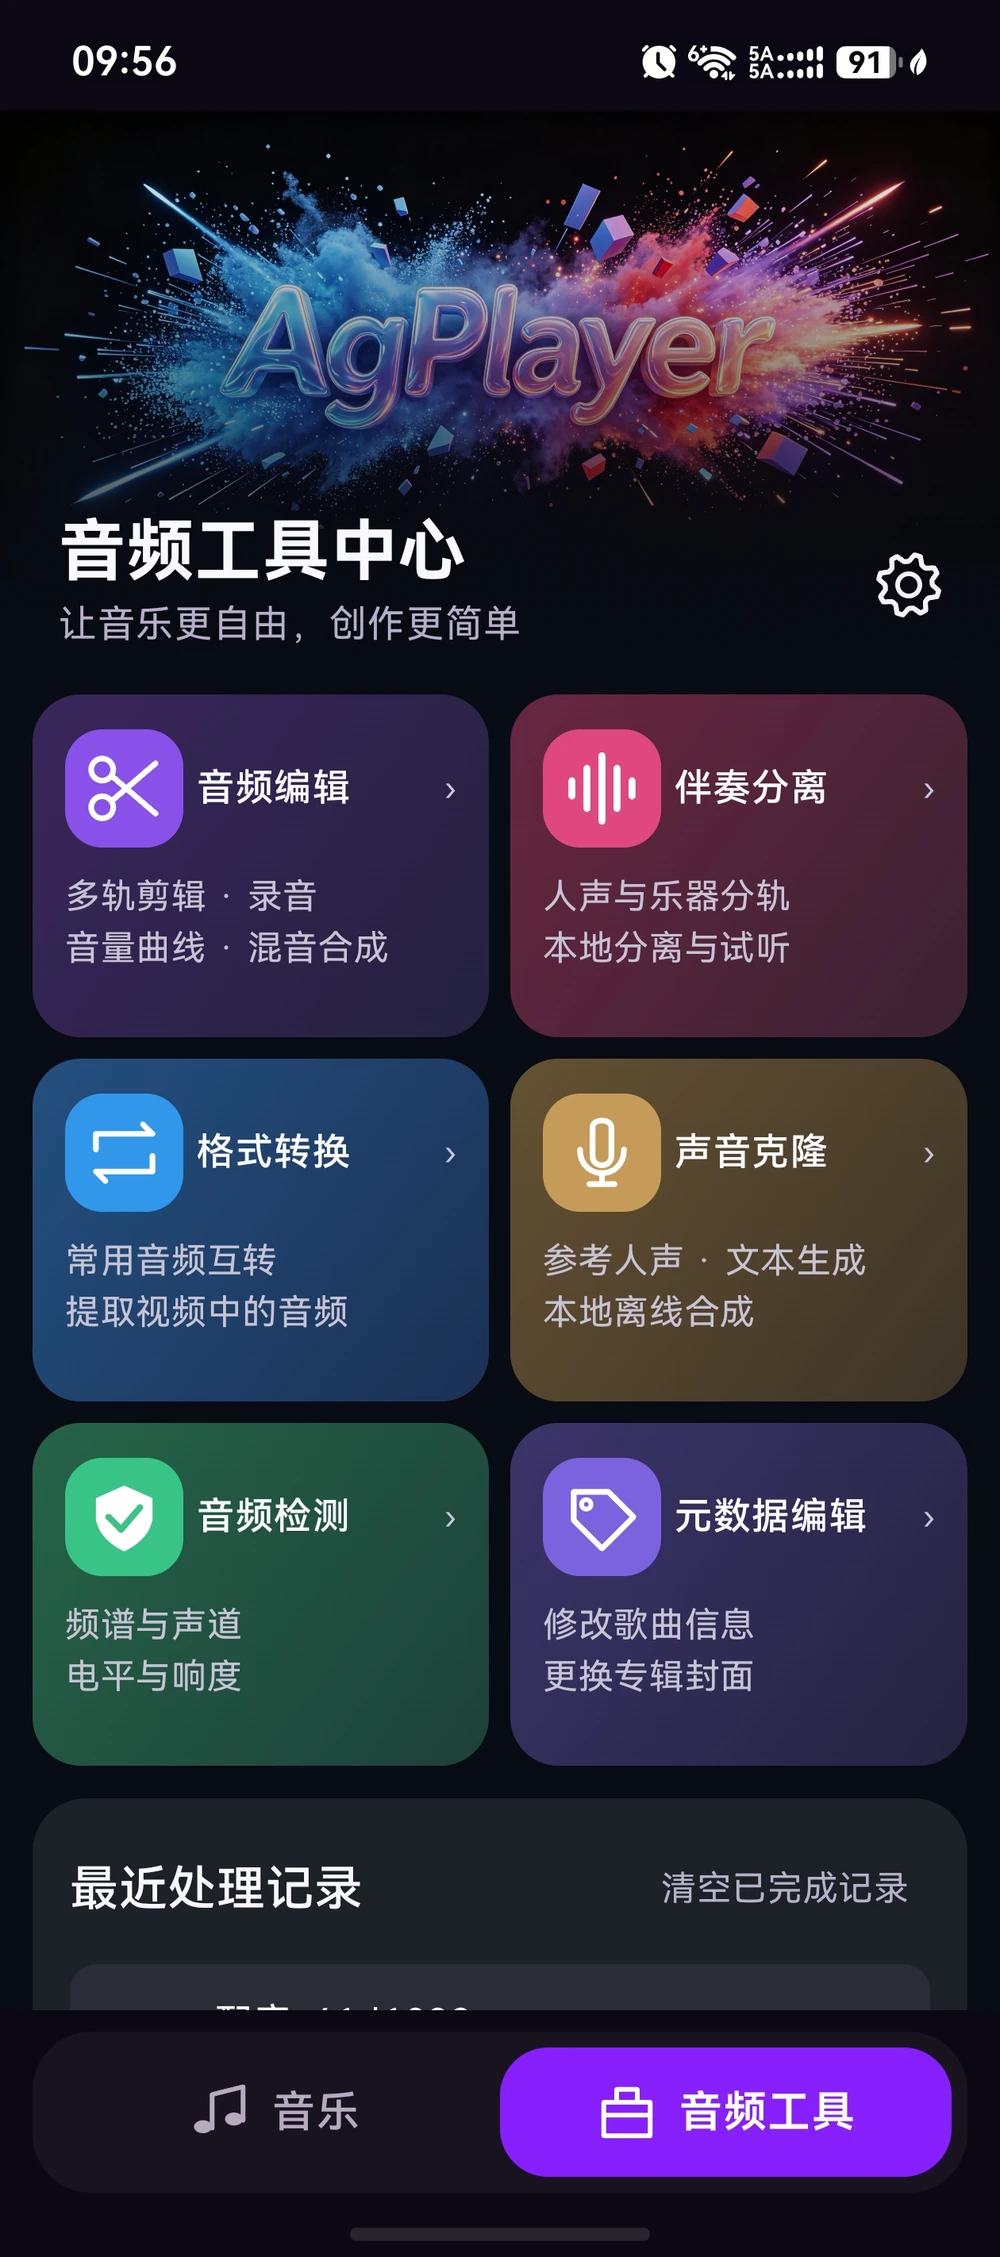 09:56
6+
5A
5A
91
AgPlayer
音频工具中心
让音乐更自由，创作更简单
音频编辑
多轨剪辑 · 录音
音量曲线 · 混音合成
伴奏分离
人声与乐器分轨
本地分离与试听
格式转换
常用音频互转
提取视频中的音频
声音克隆
参考人声 · 文本生成
本地离线合成
音频检测
频谱与声道
电平与响度
元数据编辑
修改歌曲信息
更换专辑封面
最近处理记录
清空已完成记录
音乐
音频工具